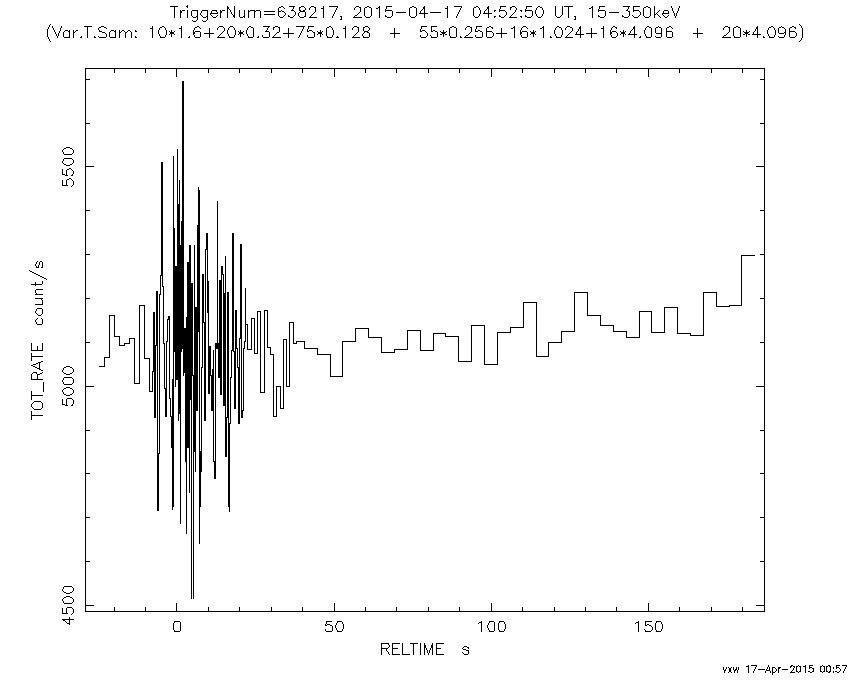 TriggerNum=638217, 2015-04-17 04:52:50 UT, 15-350keV
(Var.T.Sam: 10*1.6+20*0.32+75*0.128 + 55*0.256+16*1.024+16*4.096 + 20*4.096)
5500
5000
4500
TOT_RATE count/s
0 50 100 150
RELTIME s
vxw 17-Apr-2015 00:57